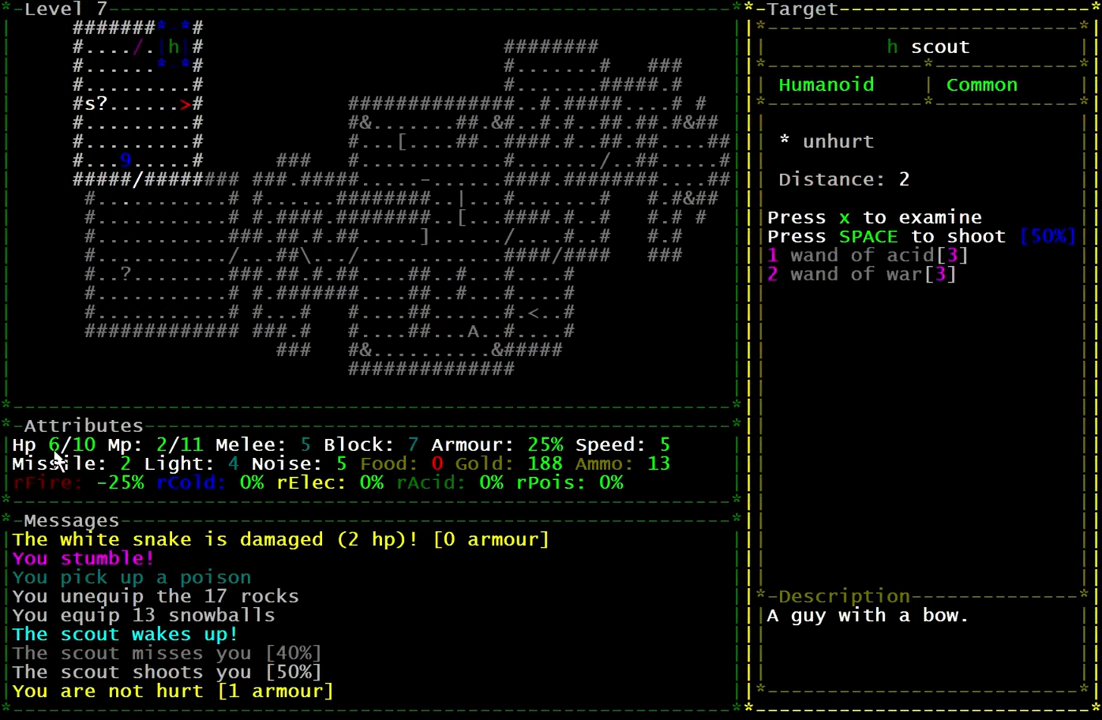 Level 7
Target
#######*.*#
#..../.|h|#
#......*.*#
#.........#
#s?......>#
#.........#
#.........#
#...9.....#
#####/########
h scout
Humanoid | Common
* unhurt
Distance: 2
Press x to examine
Press SPACE to shoot [50%]
1 wand of acid[3]
2 wand of war[3]
Description
A guy with a bow.
Attributes
Hp 6/10 Mp: 2/11 Melee: 5 Block: 7 Armour: 25% Speed: 5
Missile: 2 Light: 4 Noise: 5 Food: 0 Gold: 188 Ammo: 13
rFire: -25% rCold: 0% rElec: 0% rAcid: 0% rPois: 0%
Messages
The white snake is damaged (2 hp)! [0 armour]
You stumble!
You pick up a poison
You unequip the 17 rocks
You equip 13 snowballs
The scout wakes up!
The scout misses you [40%]
The scout shoots you [50%]
You are not hurt [1 armour]